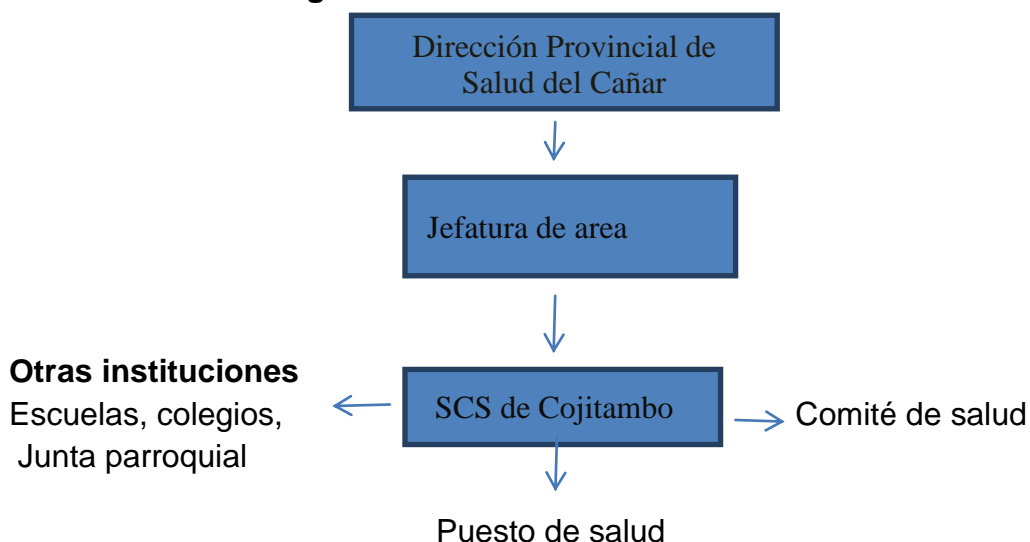 Dirección Provincial de
Salud del Cañar
Jefatura de area
Otras instituciones
Escuelas, colegios,
Junta parroquial
SCS de Cojitambo
Comité de salud
Puesto de salud